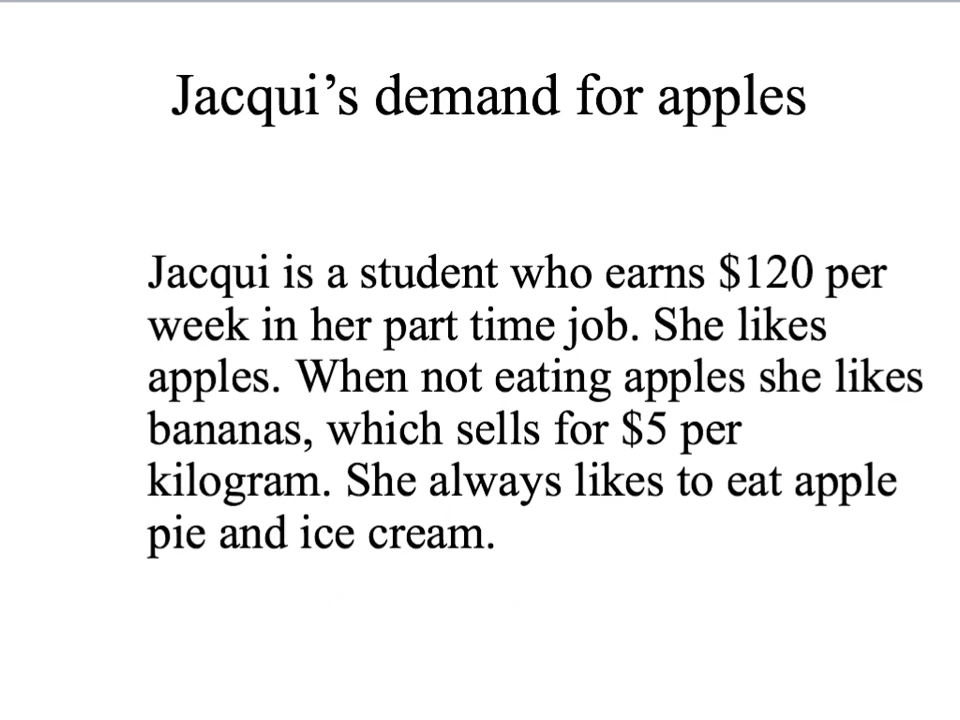 Jacqui’s demand for apples
Jacqui is a student who earns $120 per
week in her part time job. She likes
apples. When not eating apples she likes
bananas, which sells for $5 per
kilogram. She always likes to eat apple
pie and ice cream.